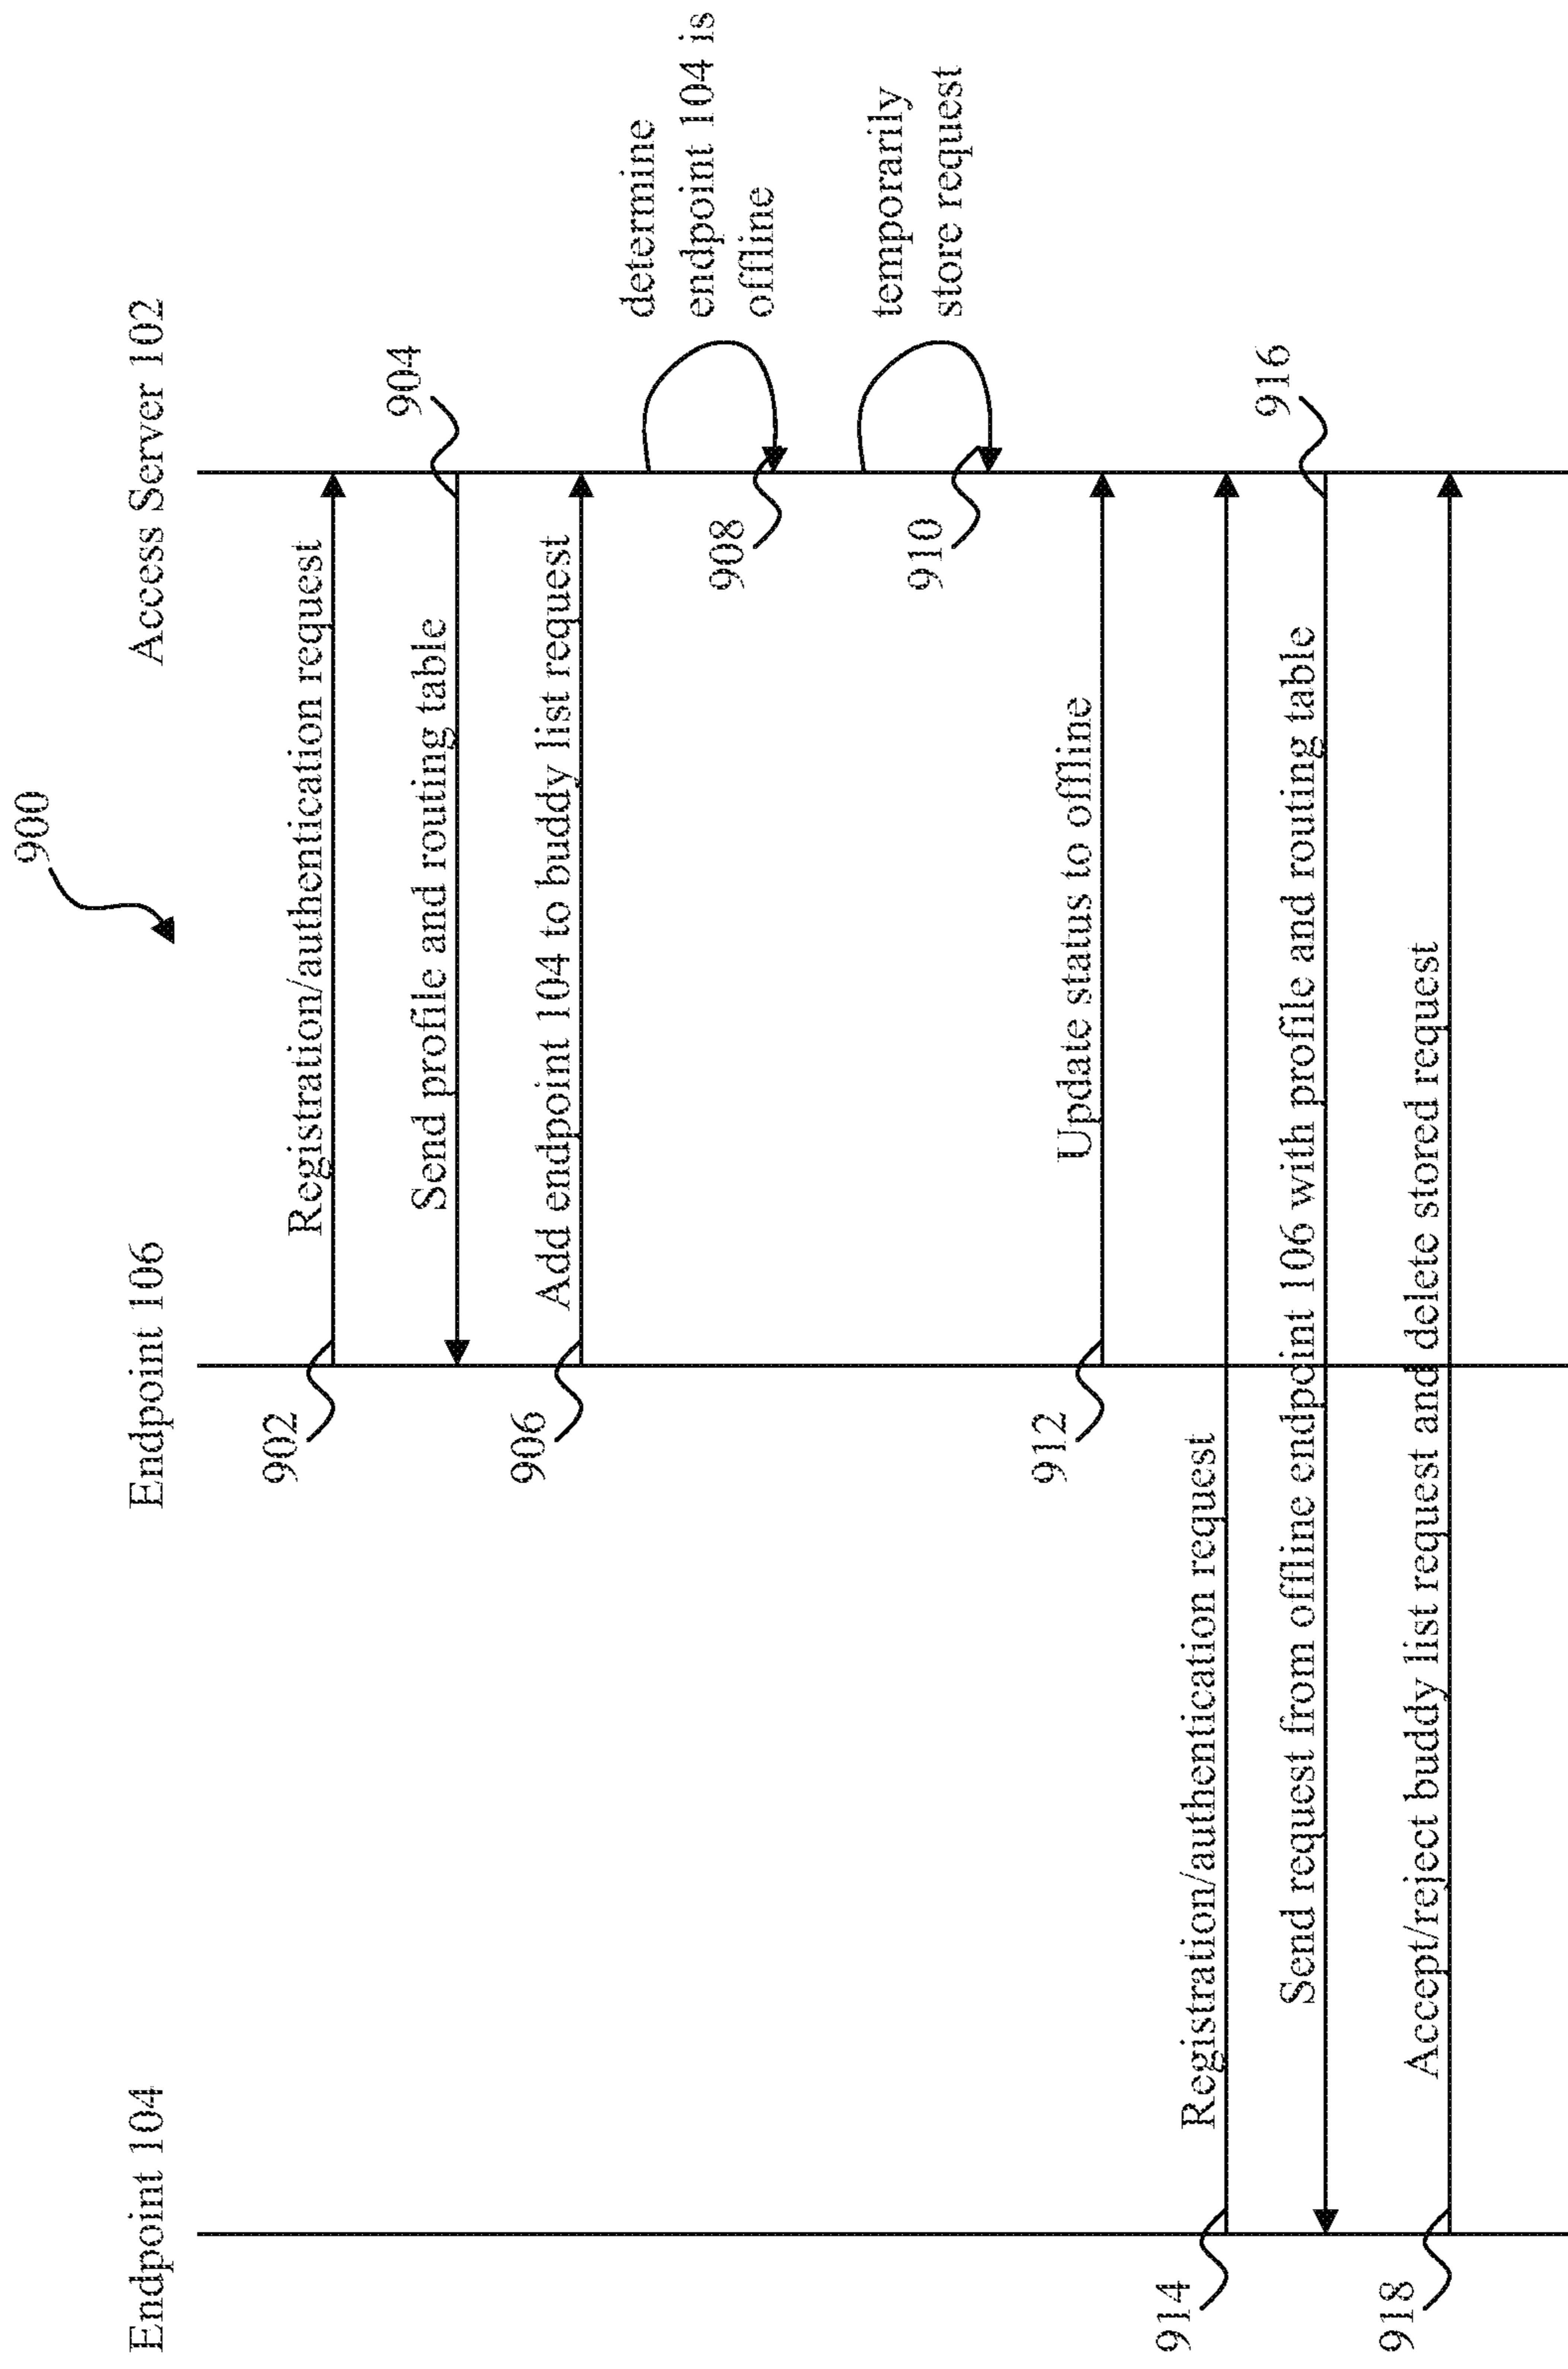 900
Endpoint 104
Endpoint 106
Access Server 102
902
Registration/authentication request
Send profile and routing table
904
906
Add endpoint 104 to buddy list request
determine
endpoint 104 is
offline
908
temporarily
store request
910
912
Update status to offline
914
Registration/authentication request
Send request from offline endpoint 106 with profile and routing table
916
918
Accept/reject buddy list request and delete stored request